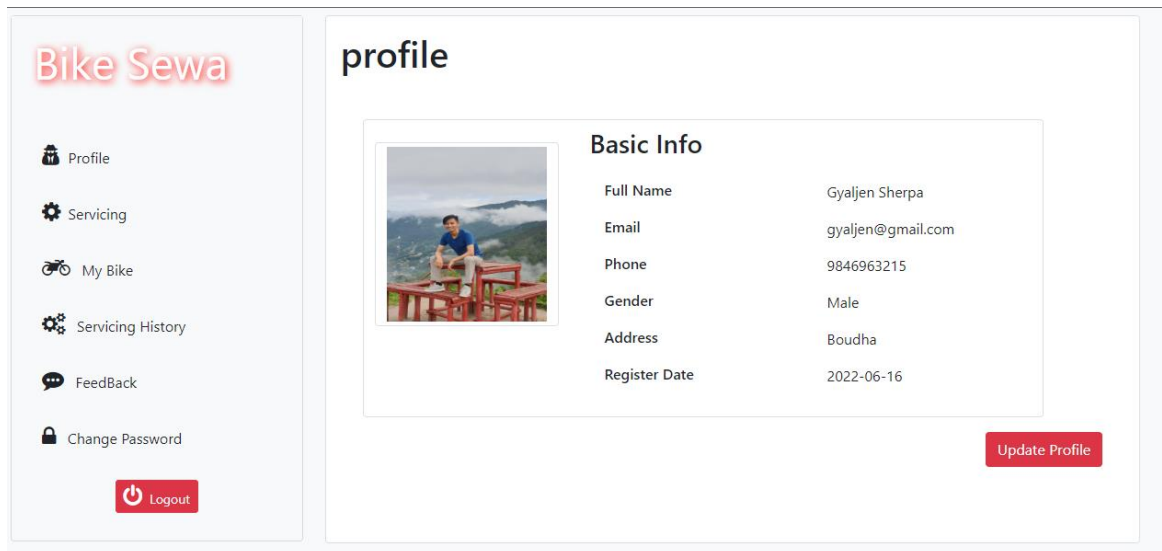 Bike Sewa
Profile
Servicing
My Bike
Servicing History
FeedBack
Change Password
Logout
profile
Basic Info
Full Name Gyaljen Sherpa
Email gyaljen@gmail.com
Phone 9846963215
Gender Male
Address Boudha
Register Date 2022-06-16
Update Profile